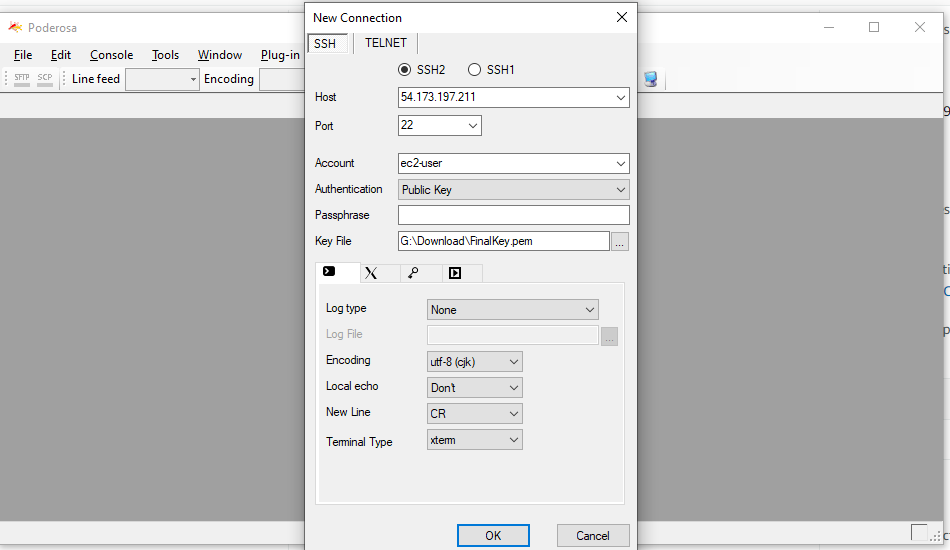 New Connection
Poderosa
SSH TELNET
File Edit Console Tools Window Plug-in
SSH2 SSH1
SFTP SCP Line feed Encoding
Host 54.173.197.211
Port 22
Account ec2-user
Authentication Public Key
Passphrase
Key File G:\Download\FinalKey.pem ...
Log type None
Log File ...
Encoding utf-8 (cjk)
Local echo Don't
New Line CR
Terminal Type xterm
OK Cancel